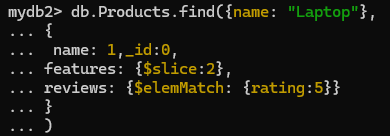 mydb2> db.Products.find({name: "Laptop"},
... {
...  name: 1,_id:0,
... features: {$slice:2},
... reviews: {$elemMatch: {rating:5}}
... }
... )